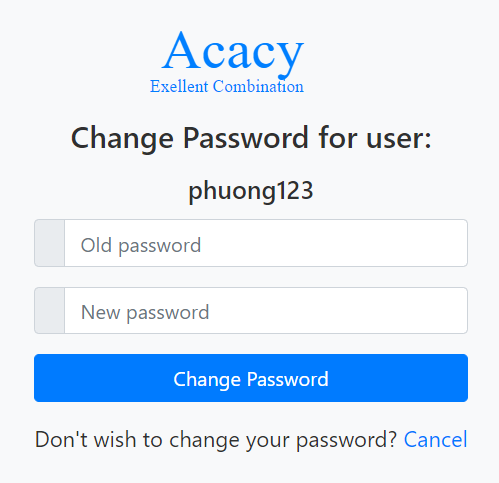 Acacy
Exellent Combination
Change Password for user:
phuong123
Old password
New password
Change Password
Don't wish to change your password? Cancel